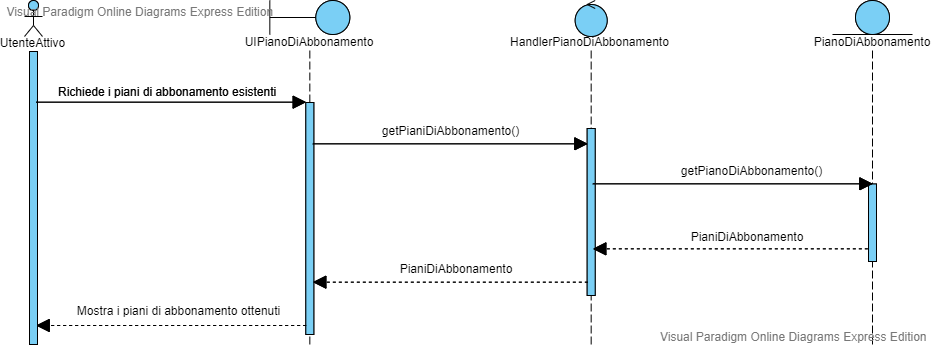 Visual Paradigm Online Diagrams Express Edition
UtenteAttivo
UIPianoDiAbbonamento
HandlerPianoDiAbbonamento
PianoDiAbbonamento
Richiede i piani di abbonamento esistenti
getPianiDiAbbonamento()
getPianoDiAbbonamento()
PianiDiAbbonamento
PianiDiAbbonamento
Mostra i piani di abbonamento ottenuti
Visual Paradigm Online Diagrams Express Edition